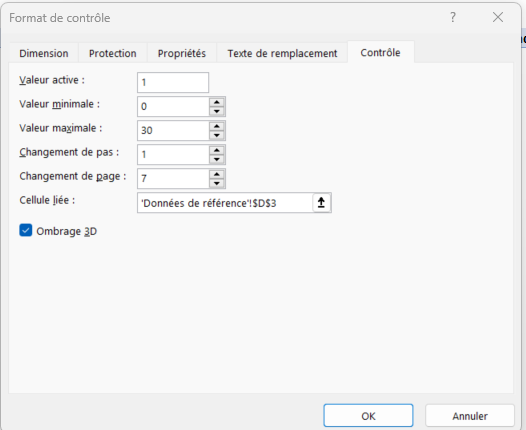 Format de contrôle
Dimension Protection Propriétés Texte de remplacement Contrôle
Valeur active : 1
Valeur minimale : 0
Valeur maximale : 30
Changement de pas : 1
Changement de page : 7
Cellule liée : 'Données de référence'!$D$3
Ombrage 3D
OK Annuler